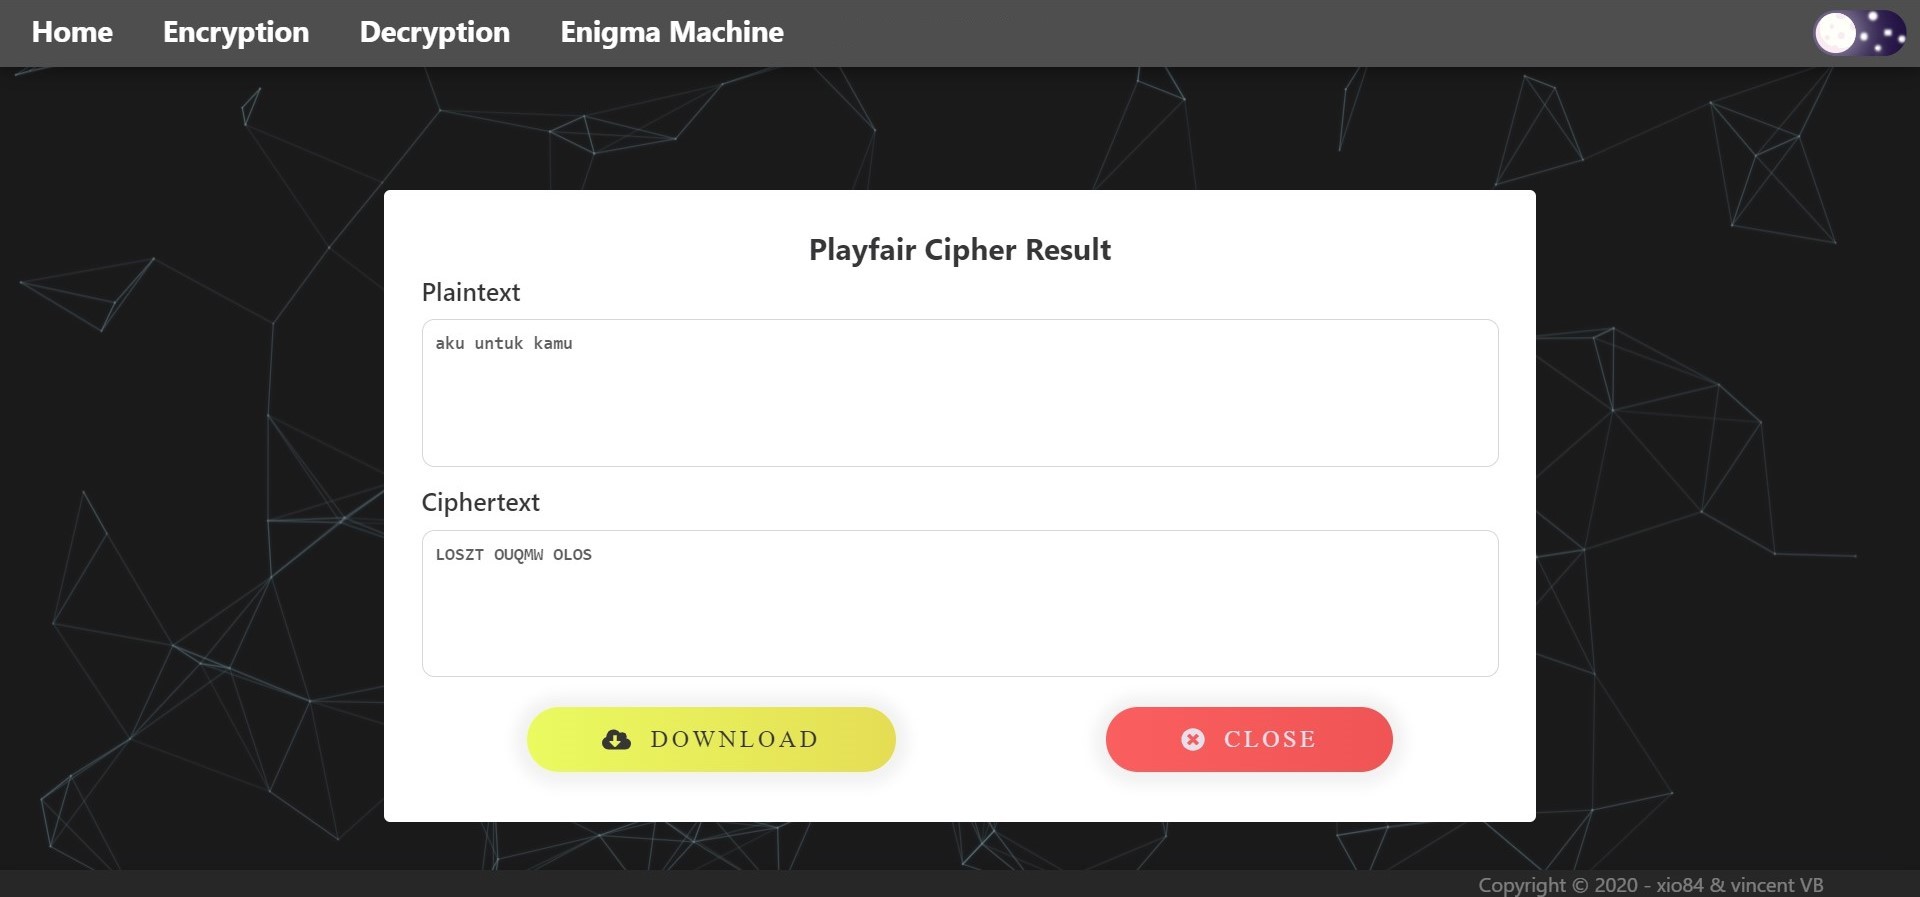 Home Encryption Decryption Enigma Machine
Playfair Cipher Result
Plaintext
aku untuk kamu
Ciphertext
LOSZT OUQMW OLOS
DOWNLOAD CLOSE
Copyright © 2020 - xio84 & vincent VB